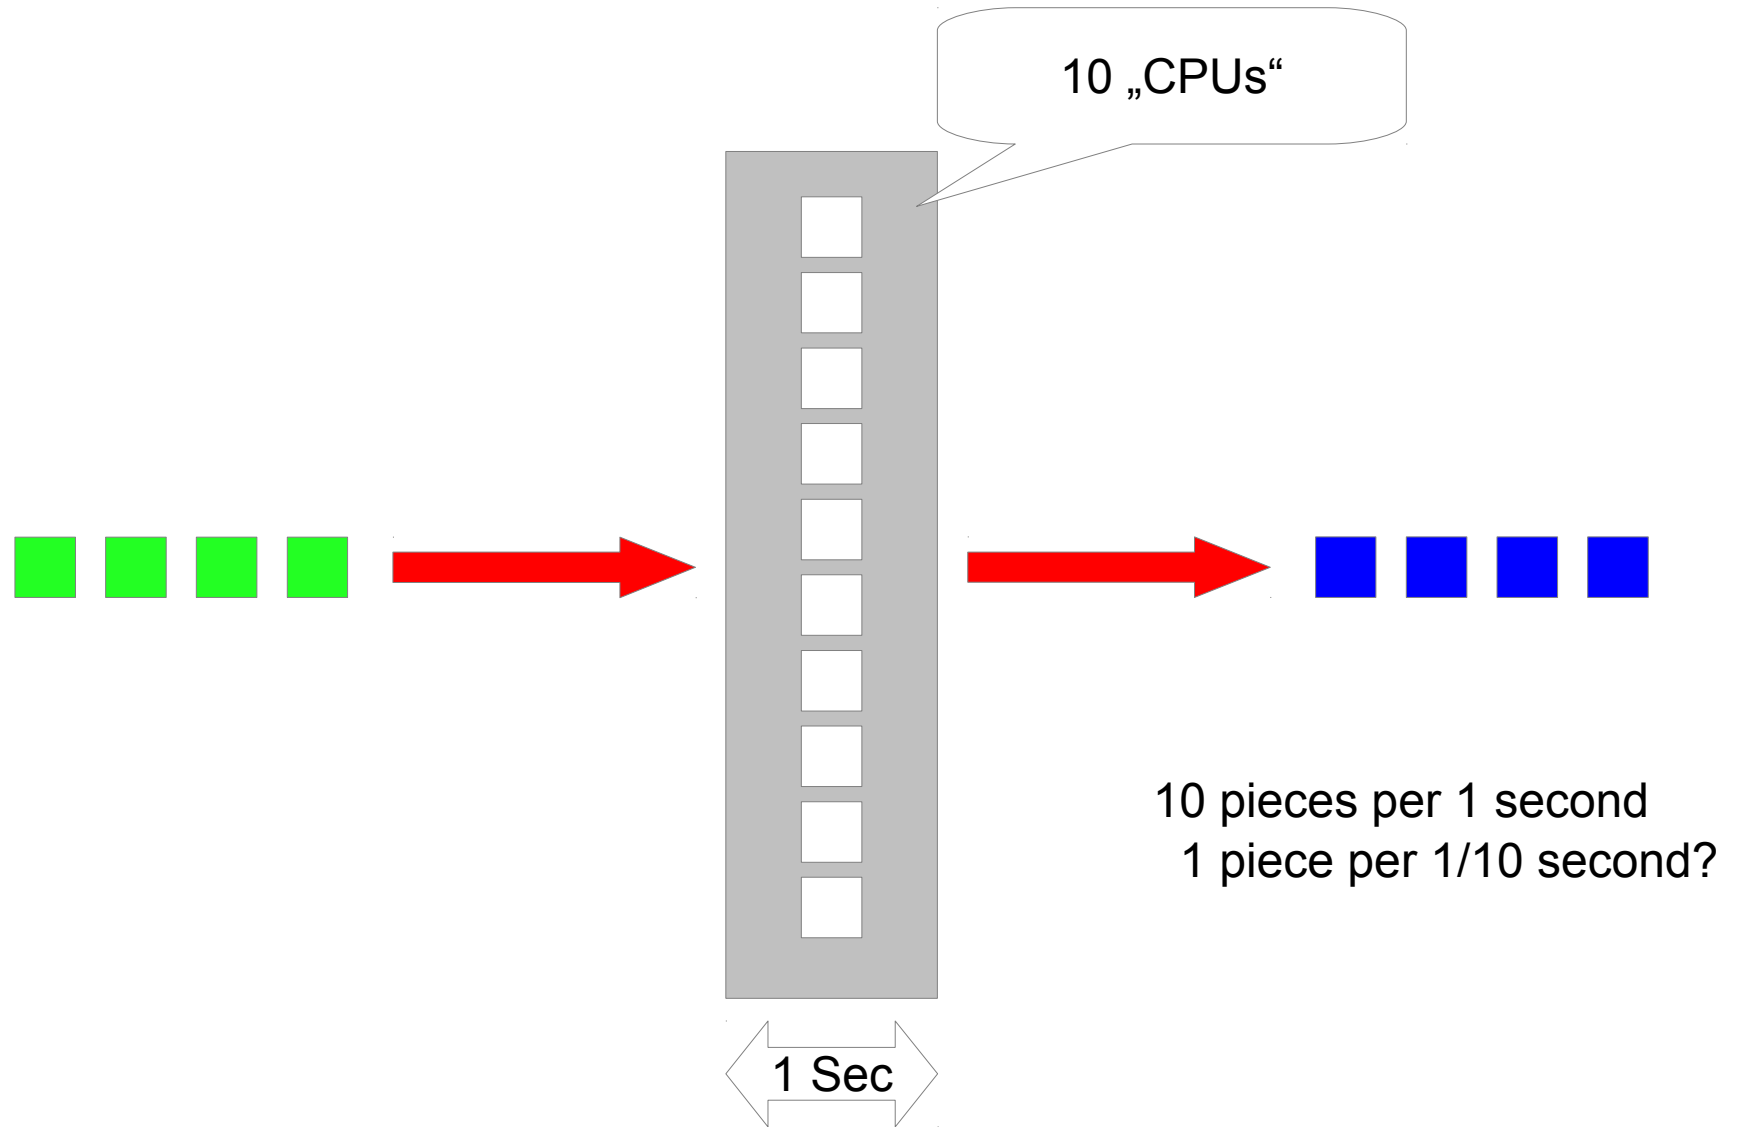 10 „CPUs“
10 pieces per 1 second
1 piece per 1/10 second?
1 Sec